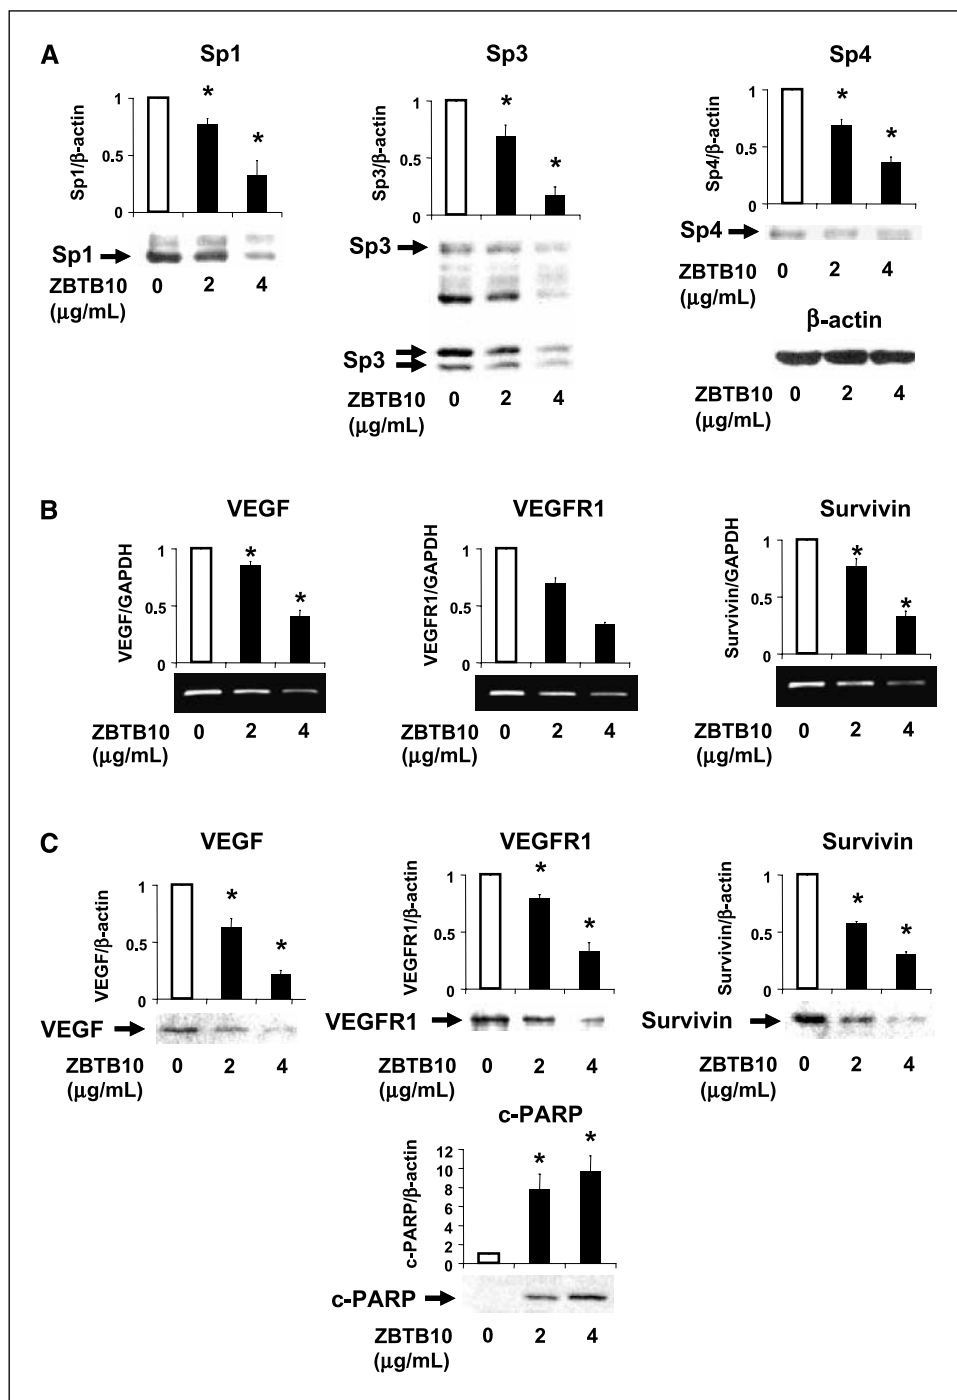 A
Sp1
Sp3
Sp4
1
0.5
0
Sp1/β-actin
* *
1
0.5
0
Sp3/β-actin
* *
1
0.5
0
Sp4/β-actin
* *
Sp1
ZBTB10 0 2 4
(μg/mL)
Sp3
Sp3
ZBTB10 0 2 4
(μg/mL)
Sp4
ZBTB10 0 2 4
(μg/mL)
β-actin
ZBTB10 0 2 4
(μg/mL)
B
VEGF
VEGFR1
Survivin
1
0.5
0
VEGF/GAPDH
* *
1
0.5
0
VEGFR1/GAPDH
1
0.5
0
Survivin/GAPDH
* *
ZBTB10 0 2 4
(μg/mL)
ZBTB10 0 2 4
(μg/mL)
ZBTB10 0 2 4
(μg/mL)
C
VEGF
VEGFR1
Survivin
1
0.5
0
VEGF/β-actin
* *
1
0.5
0
VEGFR1/β-actin
* *
1
0.5
0
Survivin/β-actin
* *
VEGF
ZBTB10 0 2 4
(μg/mL)
VEGFR1
ZBTB10 0 2 4
(μg/mL)
Survivin
ZBTB10 0 2 4
(μg/mL)
c-PARP
12
10
8
6
4
2
0
c-PARP/β-actin
* *
c-PARP
ZBTB10 0 2 4
(μg/mL)